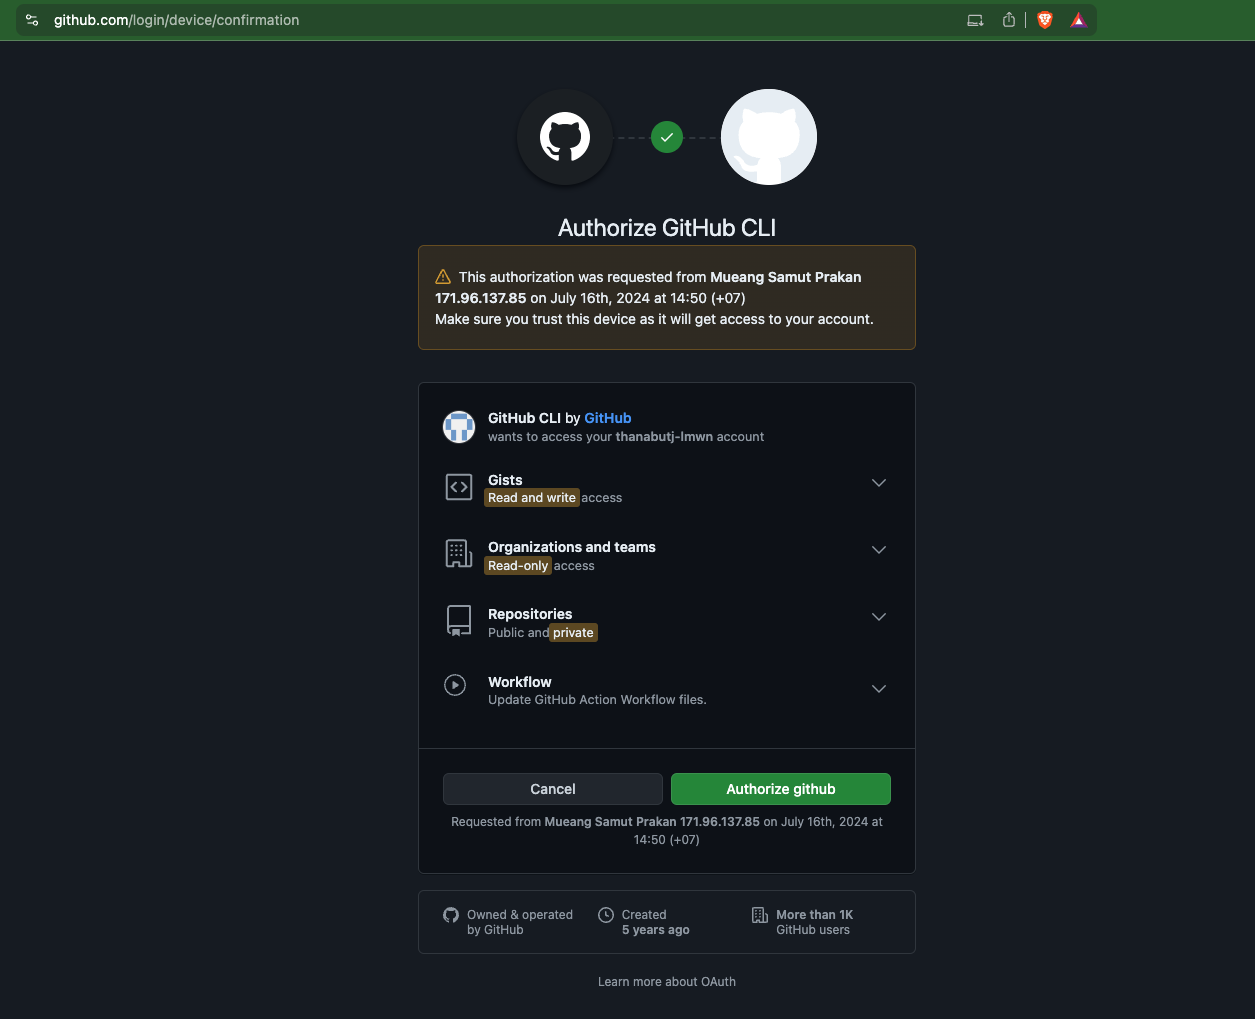 github.com/login/device/confirmation
Authorize GitHub CLI
This authorization was requested from Mueang Samut Prakan
171.96.137.85 on July 16th, 2024 at 14:50 (+07)
Make sure you trust this device as it will get access to your account.
GitHub CLI by GitHub
wants to access your thanabutj-lmwn account
Gists
Read and write access
Organizations and teams
Read-only access
Repositories
Public and private
Workflow
Update GitHub Action Workflow files.
Cancel
Authorize github
Requested from Mueang Samut Prakan 171.96.137.85 on July 16th, 2024 at
14:50 (+07)
Owned & operated
by GitHub
Created
5 years ago
More than 1K
GitHub users
Learn more about OAuth